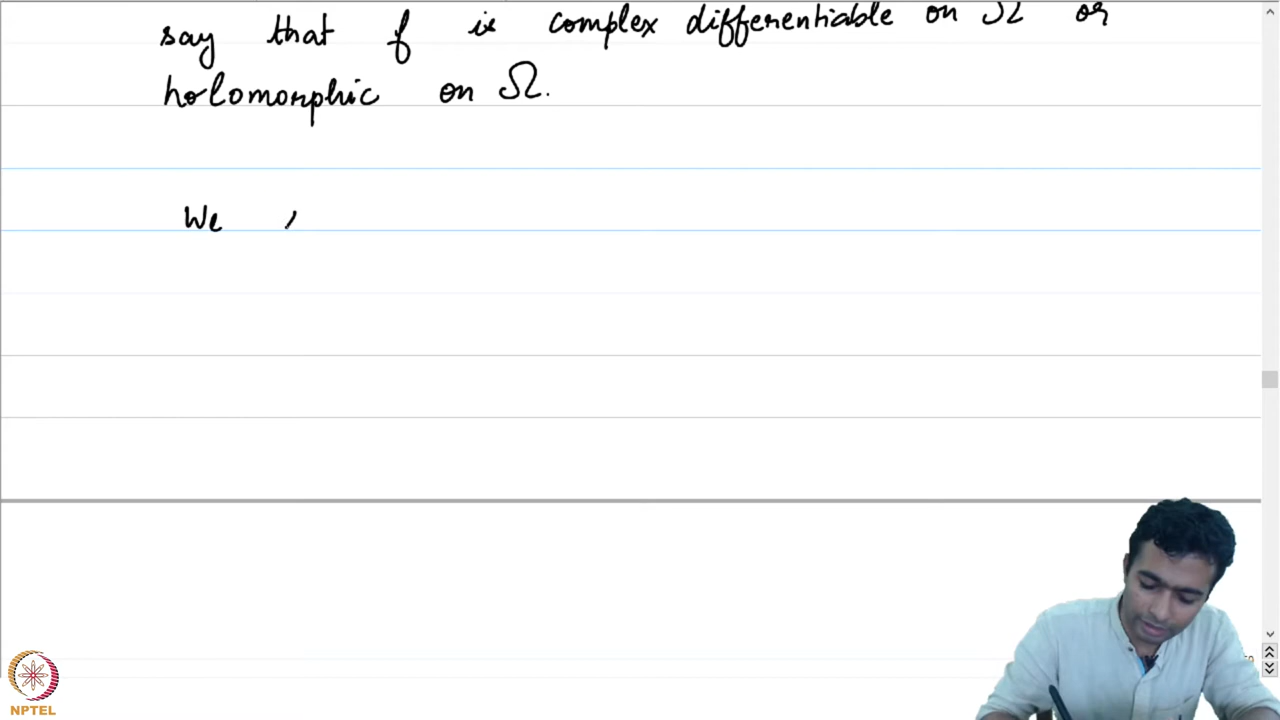 say that f is complex differentiable on Ω or
holomorphic on Ω.
We
NPTEL